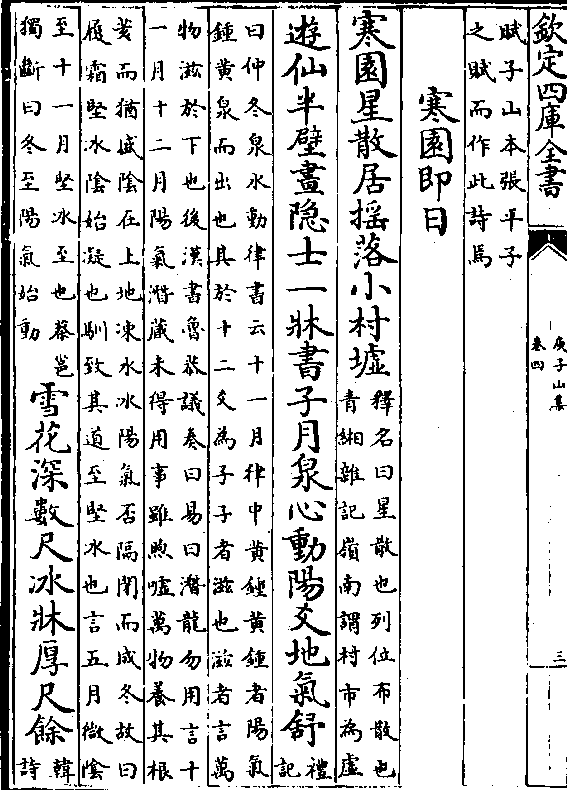 欽定四庫全書
庾子山集
卷四
三
賦子山本張平子
之賦而作此詩焉
寒園即目
寒園星散居揺落小村墟
釋名曰星散也列位布散也
青緗雜記嶺南謂村市為虛
遊仙半壁畫隐士一牀書子月泉心動陽爻地氣舒
禮
記
曰仲冬泉水動律書云十一月律中黄鍾黄鍾者陽氣
鍾黄泉而出也其於十二爻為子子者滋也滋者言萬
物滋於下也後漢書魯恭議奏曰易曰潛龍勿用言十
一月十二月陽氣潛蔵未得用事雖煦嘘萬物養其根
荄而猶盛陰在上地凍水冰陽氣否隔閉而成冬故曰
履霜堅冰陰始凝也馴致其道至堅冰也言五月微陰
至十一月堅冰至也蔡邕
獨斷曰冬至陽氣始動
雪花深數尺冰牀厚尺餘
韓
詩